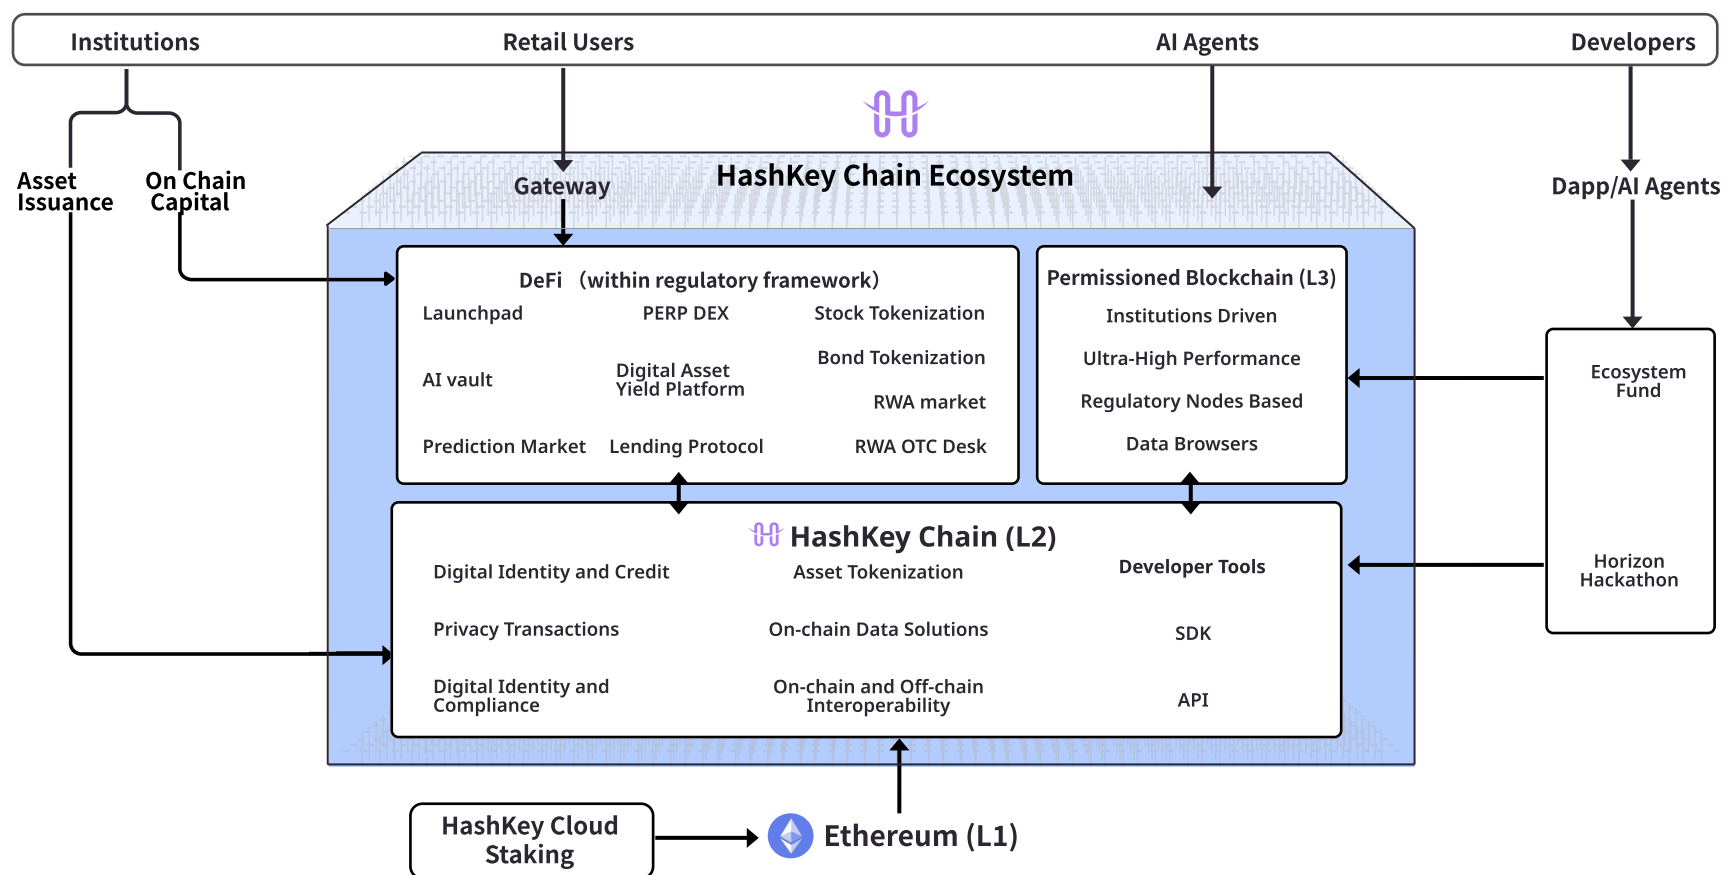 Institutions
Retail Users
AI Agents
Developers
Asset
Issuance
On Chain
Capital
Gateway
HashKey Chain Ecosystem
Dapp/AI Agents
DeFi （within regulatory framework）
Launchpad
PERP DEX
Stock Tokenization
Bond Tokenization
AI vault
Digital Asset
Yield Platform
RWA market
Prediction Market
Lending Protocol
RWA OTC Desk
Permissioned Blockchain (L3)
Institutions Driven
Ultra-High Performance
Regulatory Nodes Based
Data Browsers
Ecosystem
Fund
Horizon
Hackathon
HashKey Chain (L2)
Digital Identity and Credit
Asset Tokenization
Developer Tools
Privacy Transactions
On-chain Data Solutions
SDK
Digital Identity and
Compliance
On-chain and Off-chain
Interoperability
API
HashKey Cloud
Staking
Ethereum (L1)